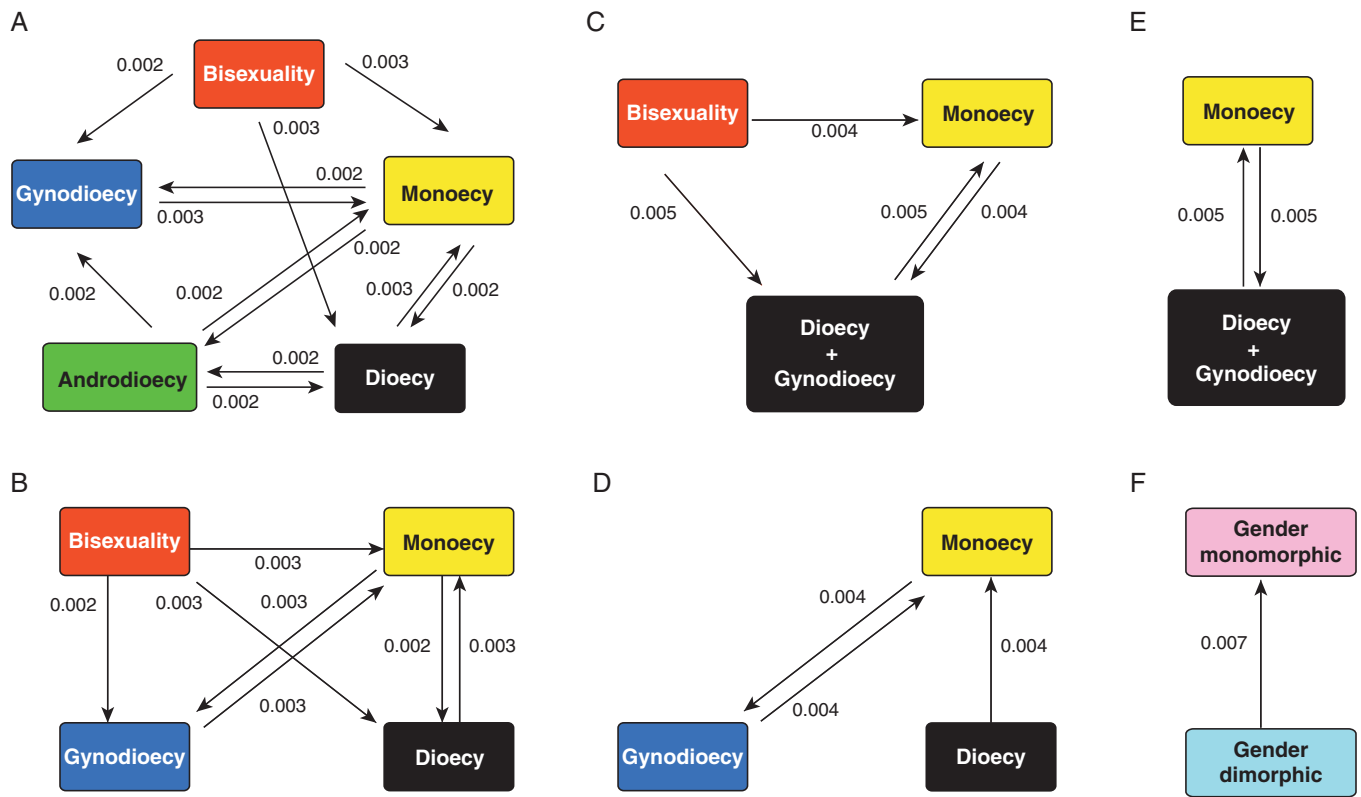 A
Bisexuality
0.002
0.003
0.003
Gynodioecy
Monoecy
0.002
0.003
0.002
0.002
0.002
0.003
0.002
Androdioecy
Dioecy
0.002
0.002
B
Bisexuality
Monoecy
0.003
0.002
0.003
0.003
0.002
0.003
0.003
Gynodioecy
Dioecy
C
Bisexuality
Monoecy
0.004
0.005
0.005
0.004
Dioecy
+
Gynodioecy
D
Monoecy
0.004
0.004
0.004
Gynodioecy
Dioecy
E
Monoecy
0.005
0.005
Dioecy
+
Gynodioecy
F
Gender
monomorphic
0.007
Gender
dimorphic